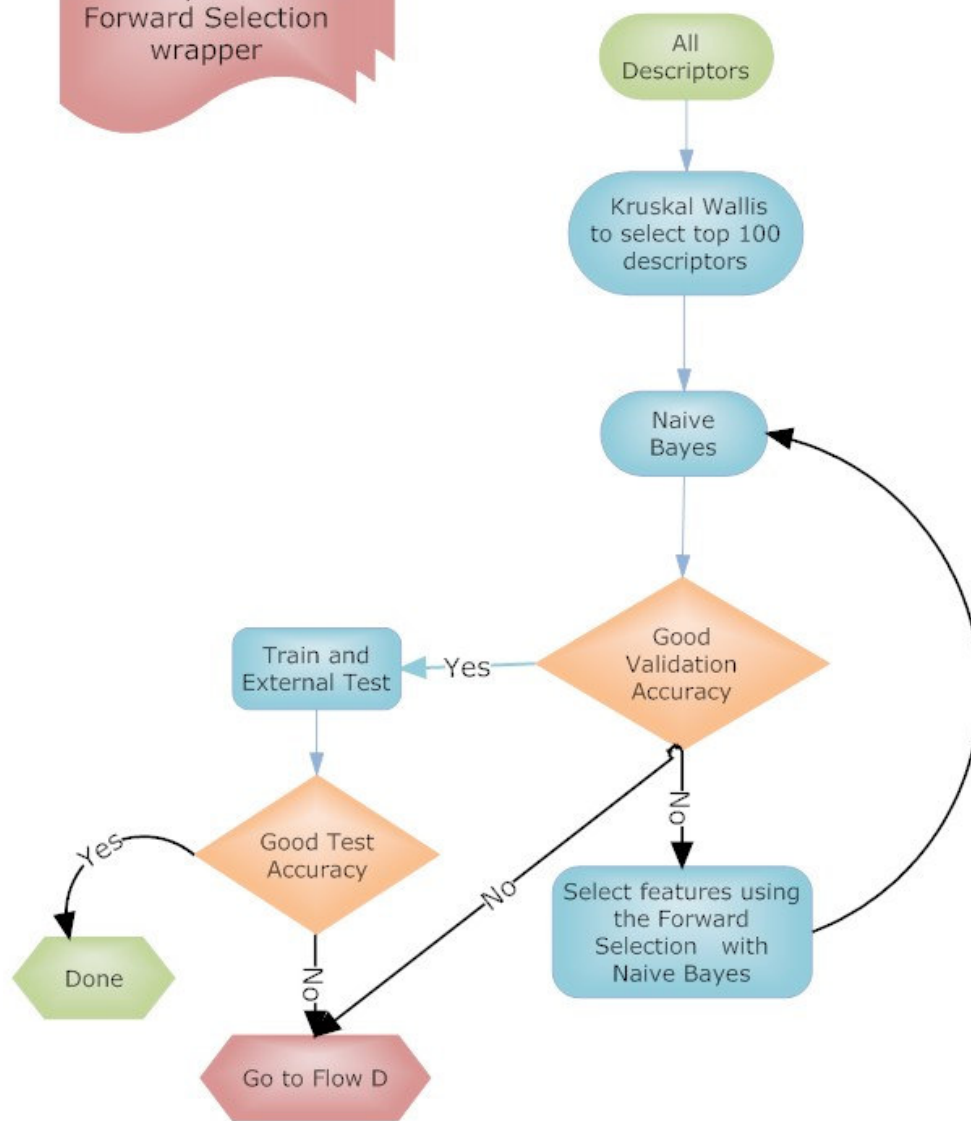 Forward Selection
wrapper
All
Descriptors
Kruskal Wallis
to select top 100
descriptors
Naive
Bayes
Good
Validation
Accuracy
Yes
Train and
External Test
No
Good Test
Accuracy
Yes
No
Select features using
the Forward
Selection with
Naive Bayes
Done
No
Go to Flow D